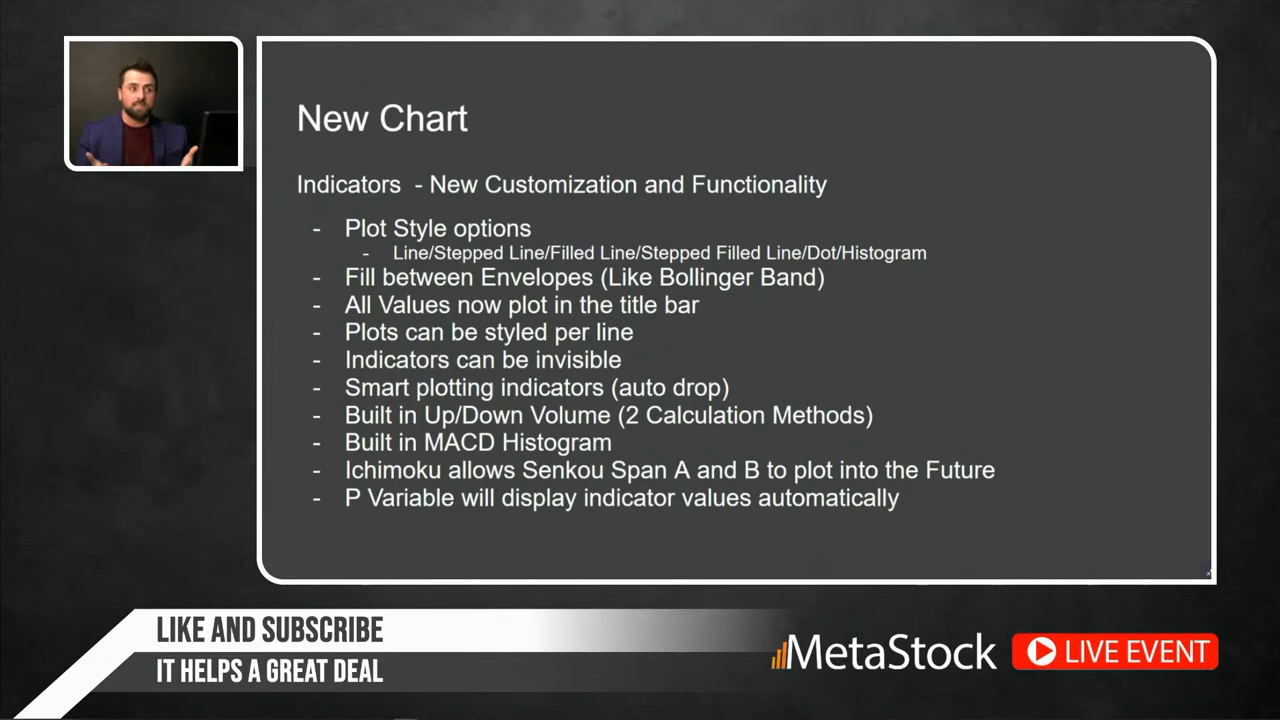 New Chart
Indicators - New Customization and Functionality
- Plot Style options
- Line/Stepped Line/Filled Line/Stepped Filled Line/Dot/Histogram
- Fill between Envelopes (Like Bollinger Band)
- All Values now plot in the title bar
- Plots can be styled per line
- Indicators can be invisible
- Smart plotting indicators (auto drop)
- Built in Up/Down Volume (2 Calculation Methods)
- Built in MACD Histogram
- Ichimoku allows Senkou Span A and B to plot into the Future
- P Variable will display indicator values automatically
LIKE AND SUBSCRIBE
IT HELPS A GREAT DEAL
MetaStock LIVE EVENT